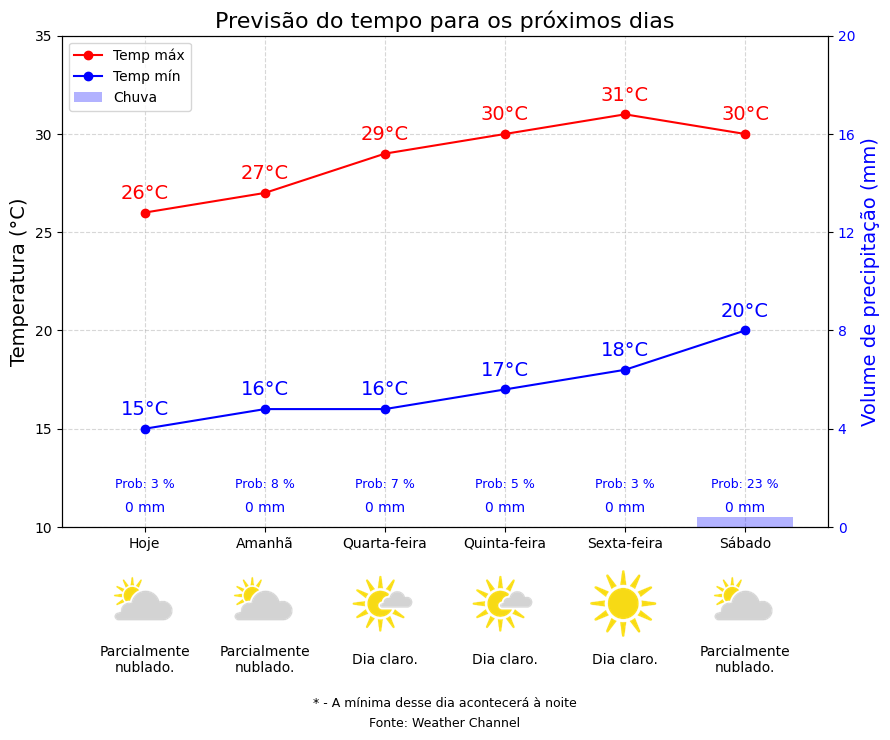 Previsão do tempo para os próximos dias
35
30
25
20
15
10
Temperatura (°C)
20
16
12
8
4
0
Volume de precipitação (mm)
Temp máx
Temp mín
Chuva
26°C
27°C
29°C
30°C
31°C
30°C
15°C
16°C
16°C
17°C
18°C
20°C
Prob: 3 %
Prob: 8 %
Prob: 7 %
Prob: 5 %
Prob: 3 %
Prob: 23 %
0 mm
0 mm
0 mm
0 mm
0 mm
0 mm
Hoje
Amanhã
Quarta-feira
Quinta-feira
Sexta-feira
Sábado
Parcialmente
nublado.
Parcialmente
nublado.
Dia claro.
Dia claro.
Dia claro.
Parcialmente
nublado.
* - A mínima desse dia acontecerá à noite
Fonte: Weather Channel